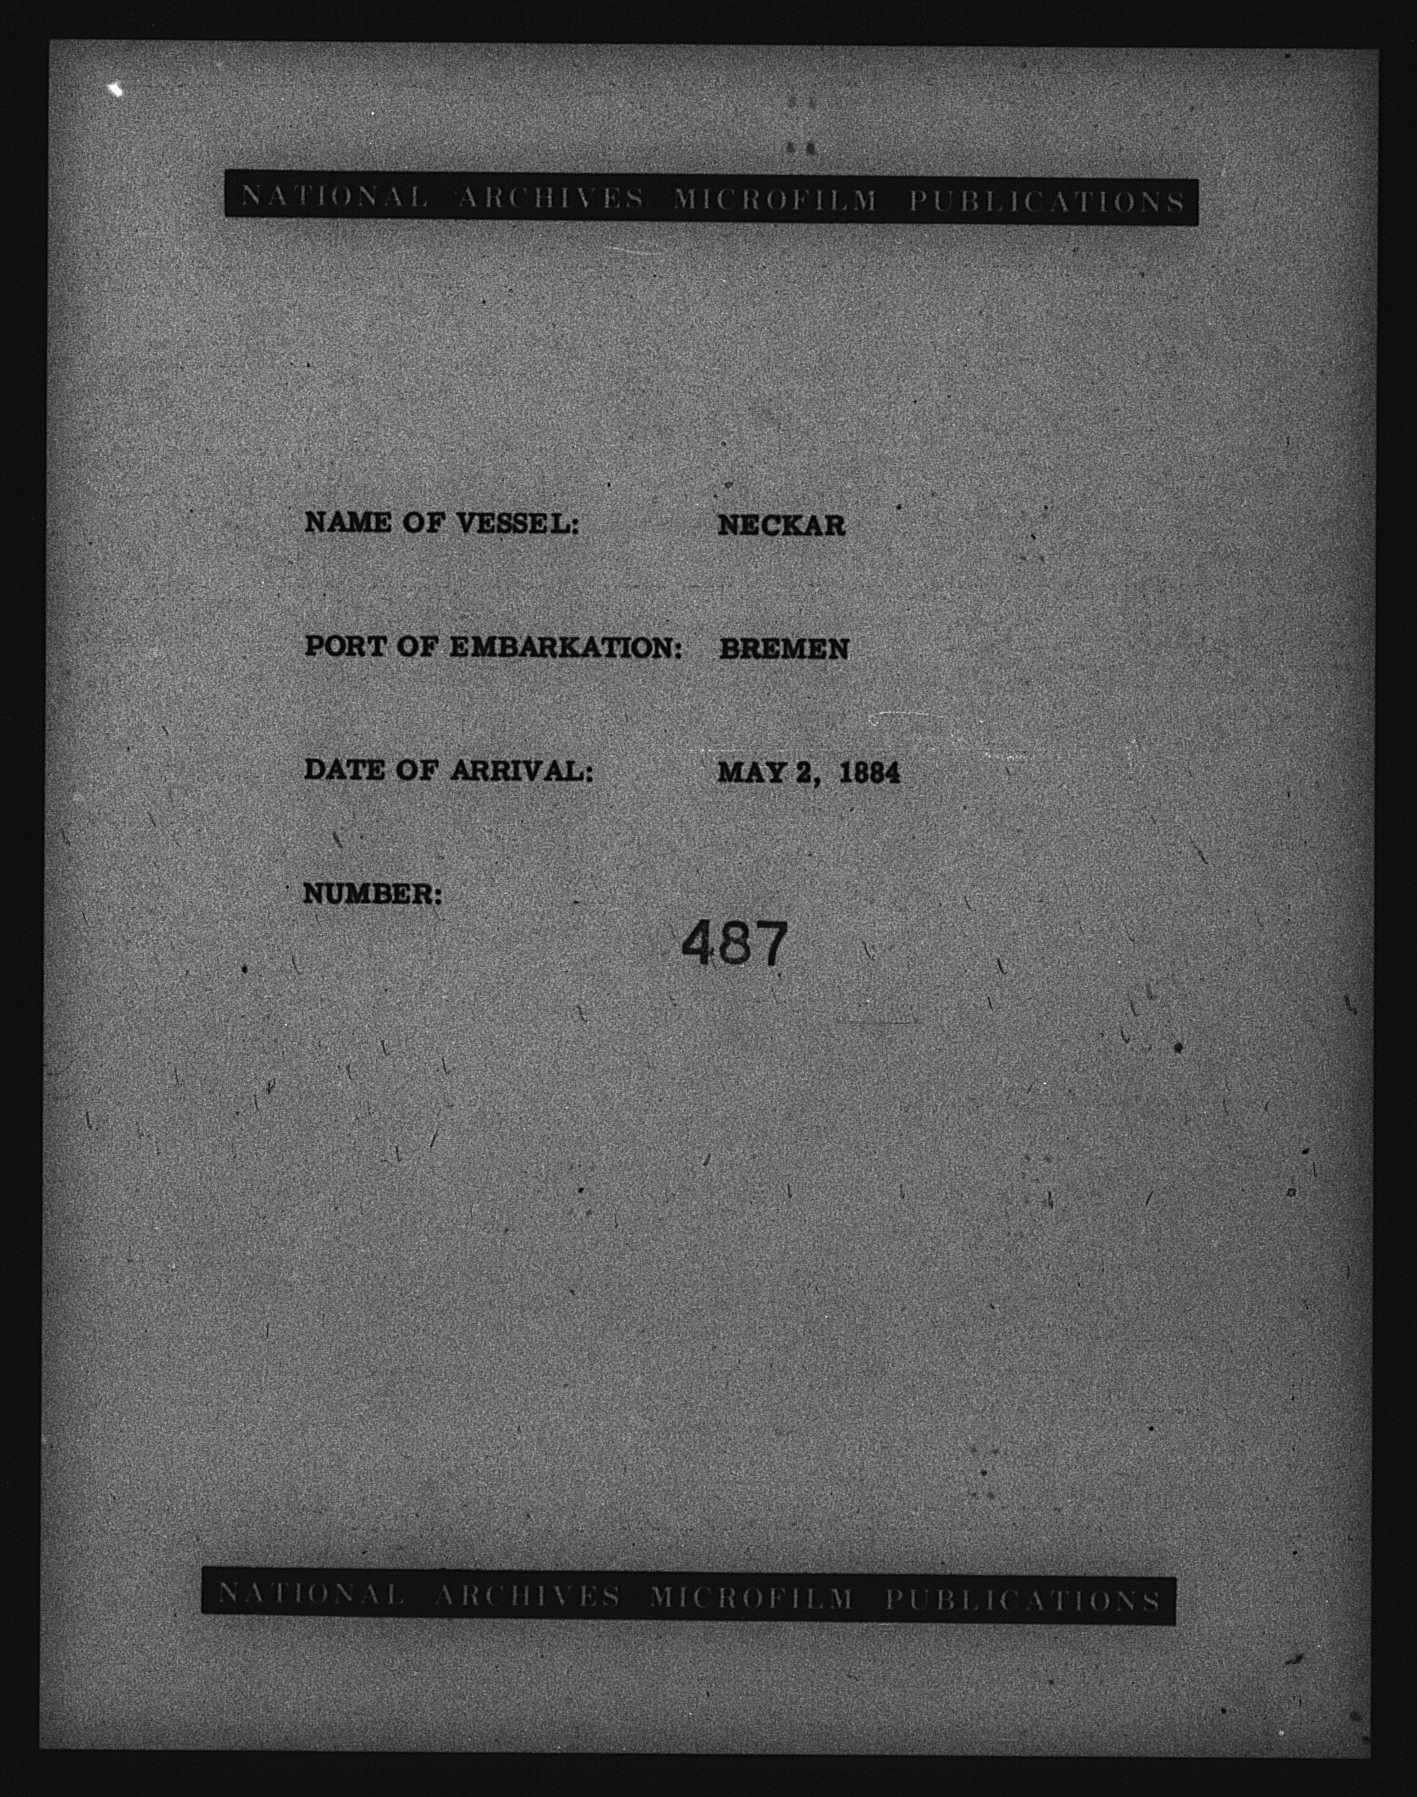 NATIONAL ARCHIVES MICROFILM PUBLICATIONS
NAME OF VESSEL: NECKAR
PORT OF EMBARKATION: BREMEN
DATE OF ARRIVAL: MAY 2, 1884
NUMBER:
487
NATIONAL ARCHIVES MICROFILM PUBLICATIONS